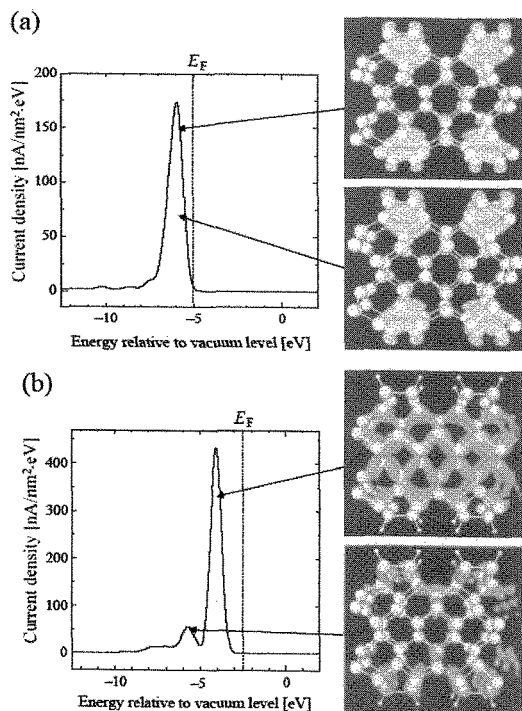 (a)
E_F
200
150
100
50
0
Current density [nA/nm²·eV]
−10
−5
0
Energy relative to vacuum level [eV]
(b)
E_F
400
300
200
100
0
Current density [nA/nm²·eV]
−10
−5
0
Energy relative to vacuum level [eV]